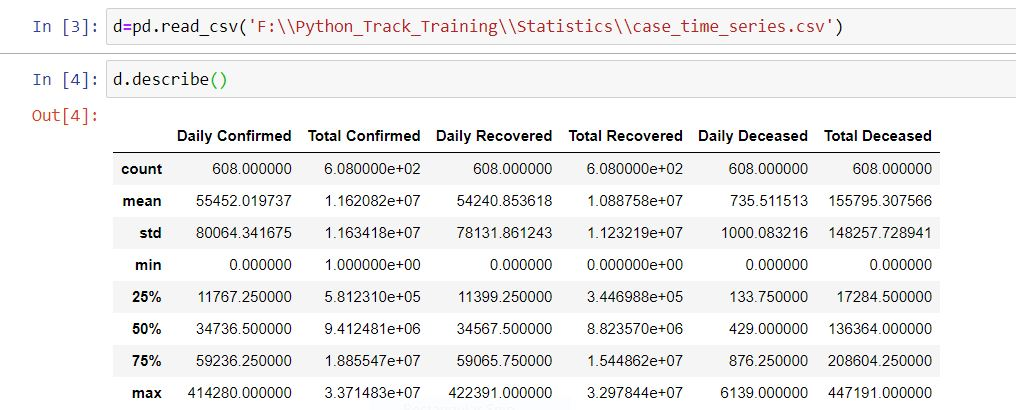 In [3]: d=pd.read_csv('F:\\Python_Track_Training\\Statistics\\case_time_series.csv')
In [4]: d.describe()
Out[4]:
Daily Confirmed Total Confirmed Daily Recovered Total Recovered Daily Deceased Total Deceased
count 608.000000 6.080000e+02 608.000000 6.080000e+02 608.000000 608.000000
mean 55452.019737 1.162082e+07 54240.853618 1.088758e+07 735.511513 155795.307566
std 80064.341675 1.163418e+07 78131.861243 1.123219e+07 1000.083216 148257.728941
min 0.000000 1.000000e+00 0.000000 0.000000e+00 0.000000 0.000000
25% 11767.250000 5.812310e+05 11399.250000 3.446988e+05 133.750000 17284.500000
50% 34736.500000 9.412481e+06 34567.500000 8.823570e+06 429.000000 136364.000000
75% 59236.250000 1.885547e+07 59065.750000 1.544862e+07 876.250000 208604.250000
max 414280.000000 3.371483e+07 422391.000000 3.297844e+07 6139.000000 447191.000000